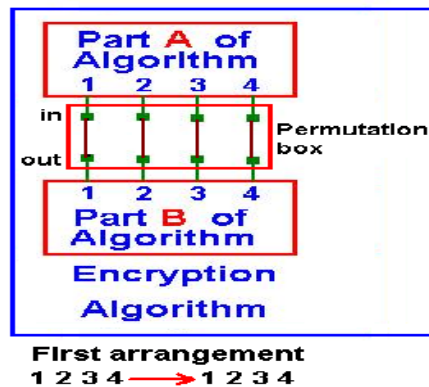 Part A of
Algorithm
1 2 3 4
in
Permutation
box
out
1 2 3 4
Part B of
Algorithm
Encryption
Algorithm
First arrangement
1 2 3 4 → 1 2 3 4